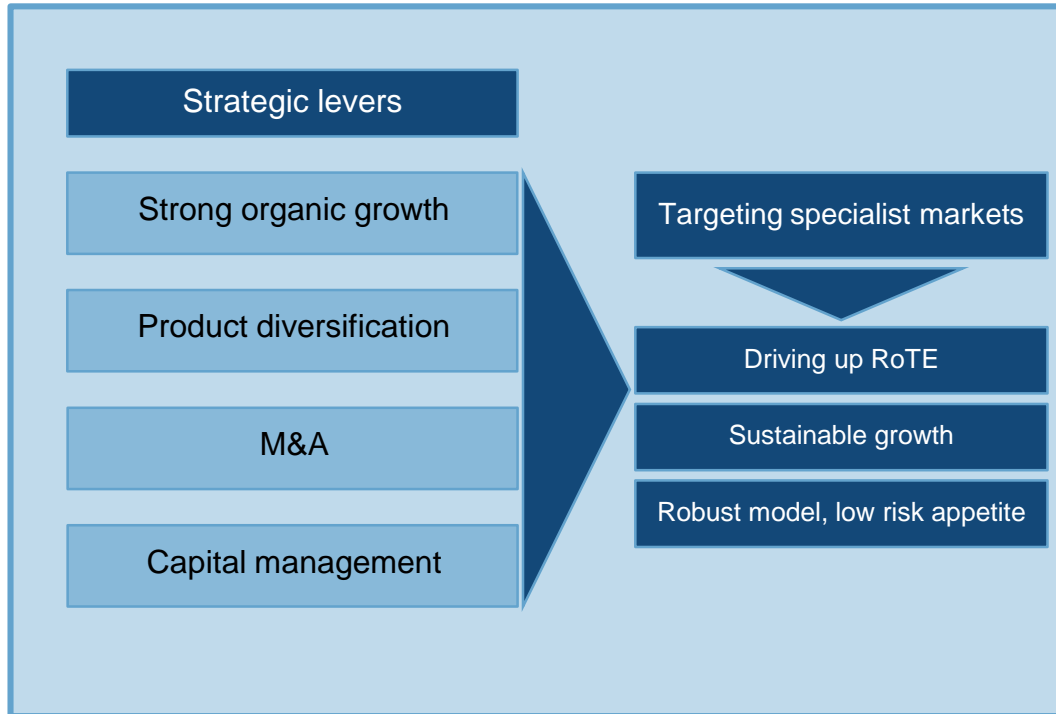 Strategic levers
Strong organic growth
Product diversification
M&A
Capital management
Targeting specialist markets
Driving up RoTE
Sustainable growth
Robust model, low risk appetite